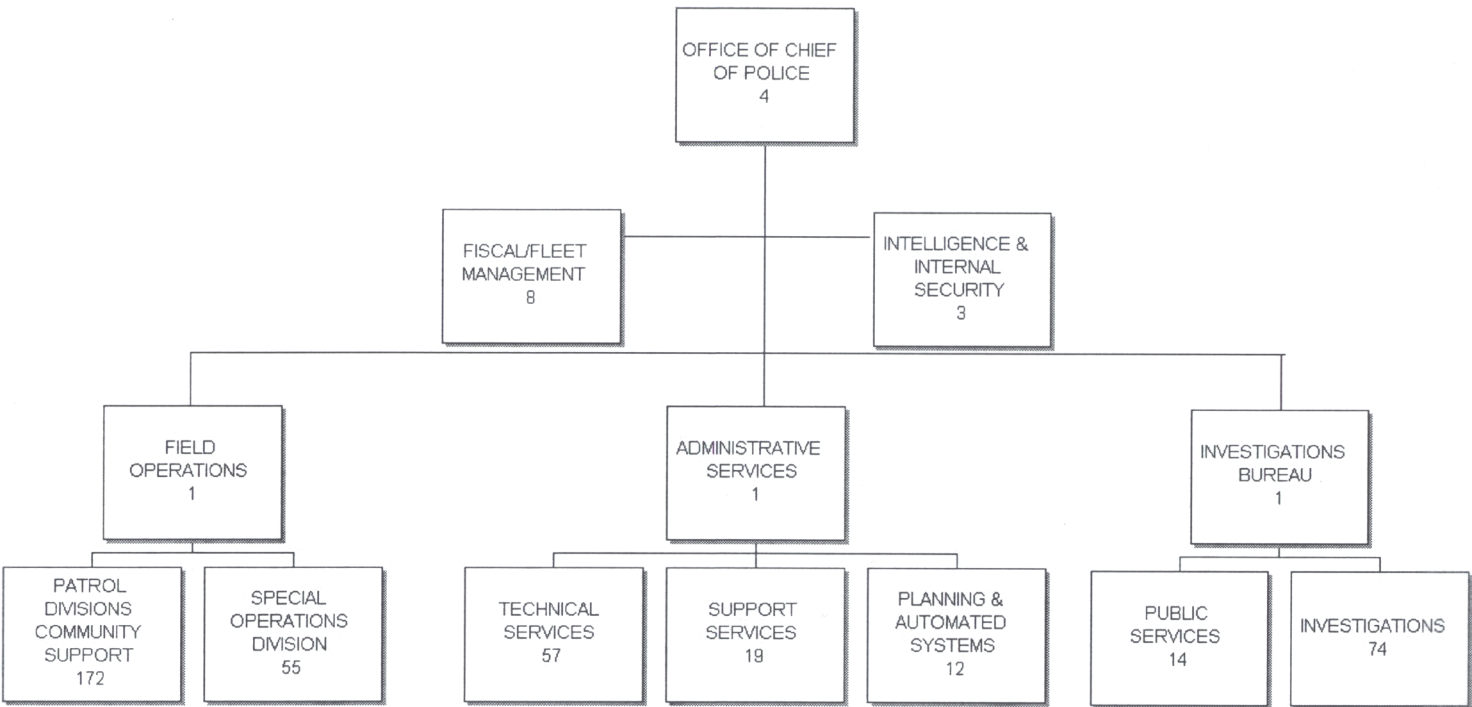 OFFICE OF CHIEF
OF POLICE
4
FISCAL/FLEET
MANAGEMENT
8
INTELLIGENCE &
INTERNAL
SECURITY
3
FIELD
OPERATIONS
1
ADMINISTRATIVE
SERVICES
1
INVESTIGATIONS
BUREAU
1
PATROL
DIVISIONS
COMMUNITY
SUPPORT
172
SPECIAL
OPERATIONS
DIVISION
55
TECHNICAL
SERVICES
57
SUPPORT
SERVICES
19
PLANNING &
AUTOMATED
SYSTEMS
12
PUBLIC
SERVICES
14
INVESTIGATIONS
74